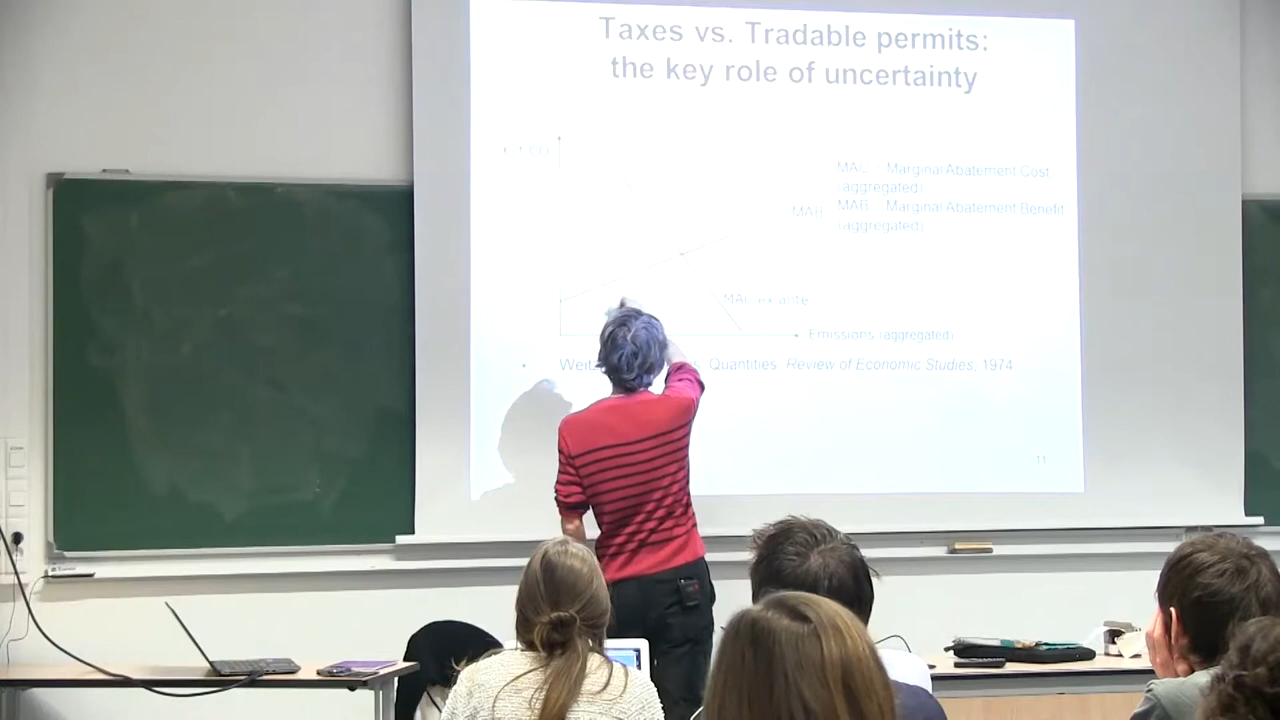 Taxes vs. Tradable permits:
the key role of uncertainty
MAC : Marginal Abatement Cost
(aggregated)
MAB
MAB : Marginal Abatement Benefit
(aggregated)
MAC ex ante
Emissions (aggregated)
Quantities. Review of Economic Studies, 1974
11